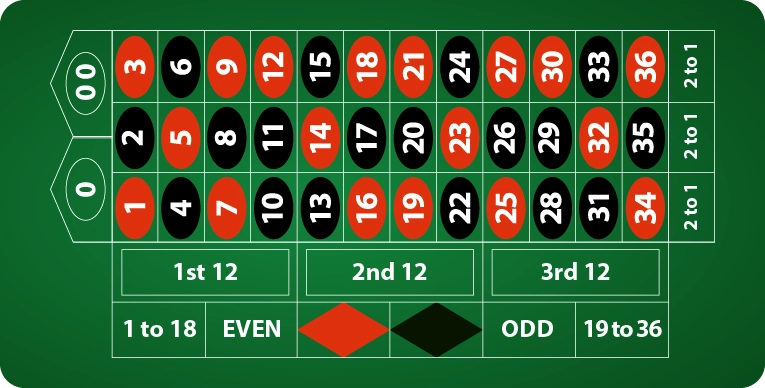 00 3 6 9 12 15 18 21 24 27 30 33 36 2 to 1
2 5 8 11 14 17 20 23 26 29 32 35 2 to 1
0 1 4 7 10 13 16 19 22 25 28 31 34 2 to 1
1st 12 2nd 12 3rd 12
1 to 18 EVEN ODD 19 to 36